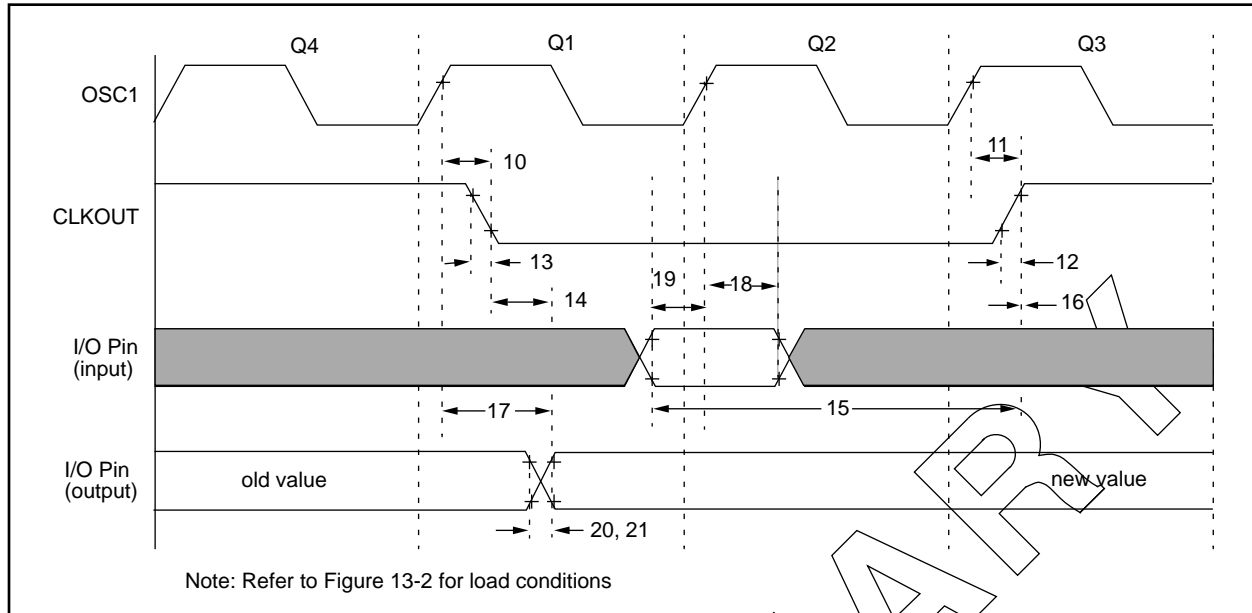 Q4 Q1 Q2 Q3
OSC1
10
11
CLKOUT
13
12
14
19
18
16
I/O Pin
(input)
17
15
I/O Pin
(output)
old value
new value
20, 21
Note: Refer to Figure 13-2 for load conditions
A R Y